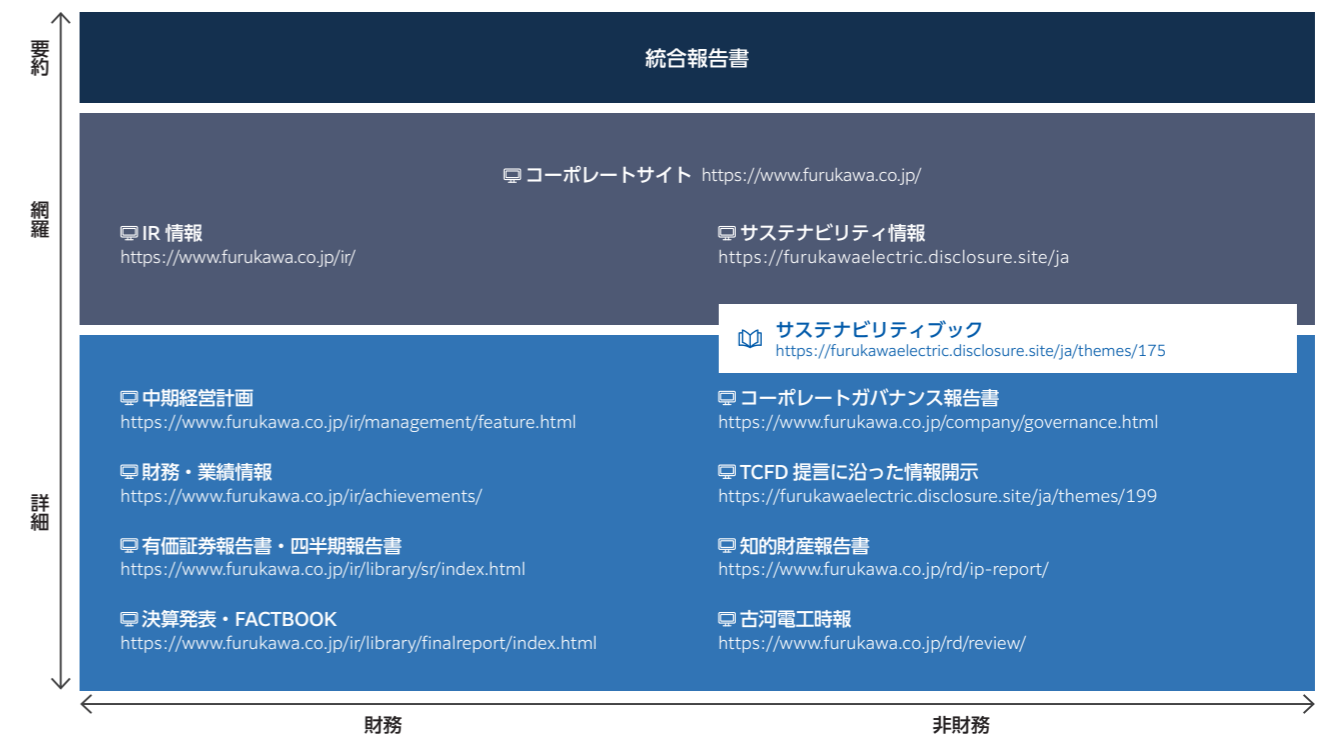 要約
統合報告書
網羅
コーポレートサイト https://www.furukawa.co.jp/
IR 情報
https://www.furukawa.co.jp/ir/
サステナビリティ情報
https://furukawaelectric.disclosure.site/ja
サステナビリティブック
https://furukawaelectric.disclosure.site/ja/themes/175
詳細
中期経営計画
https://www.furukawa.co.jp/ir/management/feature.html
財務・業績情報
https://www.furukawa.co.jp/ir/achievements/
有価証券報告書・四半期報告書
https://www.furukawa.co.jp/ir/library/sr/index.html
決算発表・FACTBOOK
https://www.furukawa.co.jp/ir/library/finalreport/index.html
コーポレートガバナンス報告書
https://www.furukawa.co.jp/company/governance.html
TCFD 提言に沿った情報開示
https://furukawaelectric.disclosure.site/ja/themes/199
知的財産報告書
https://www.furukawa.co.jp/rd/ip-report/
古河電工時報
https://www.furukawa.co.jp/rd/review/
財務
非財務